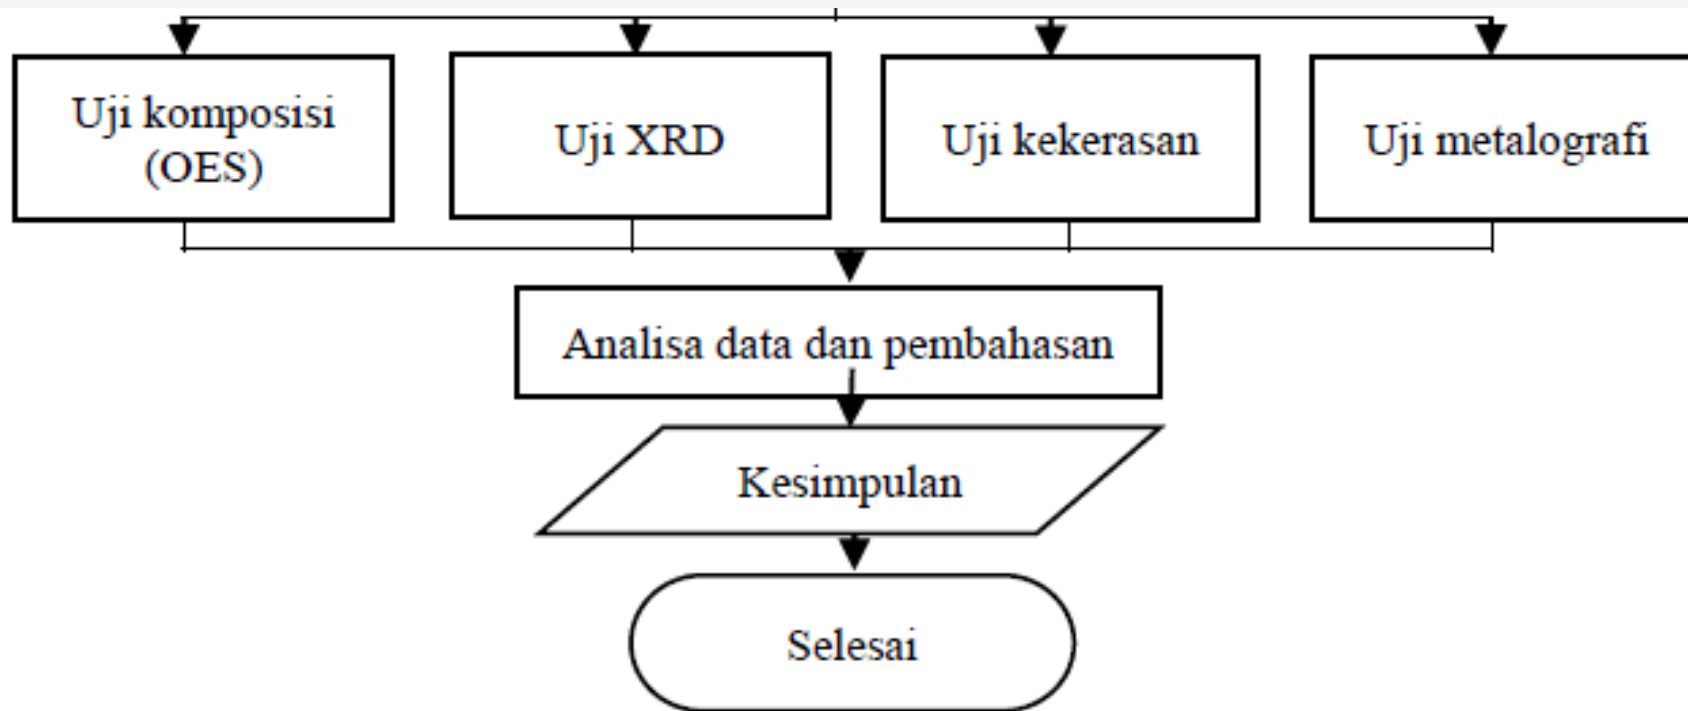 Uji komposisi
(OES)
Uji XRD
Uji kekerasan
Uji metalografi
Analisa data dan pembahasan
Kesimpulan
Selesai